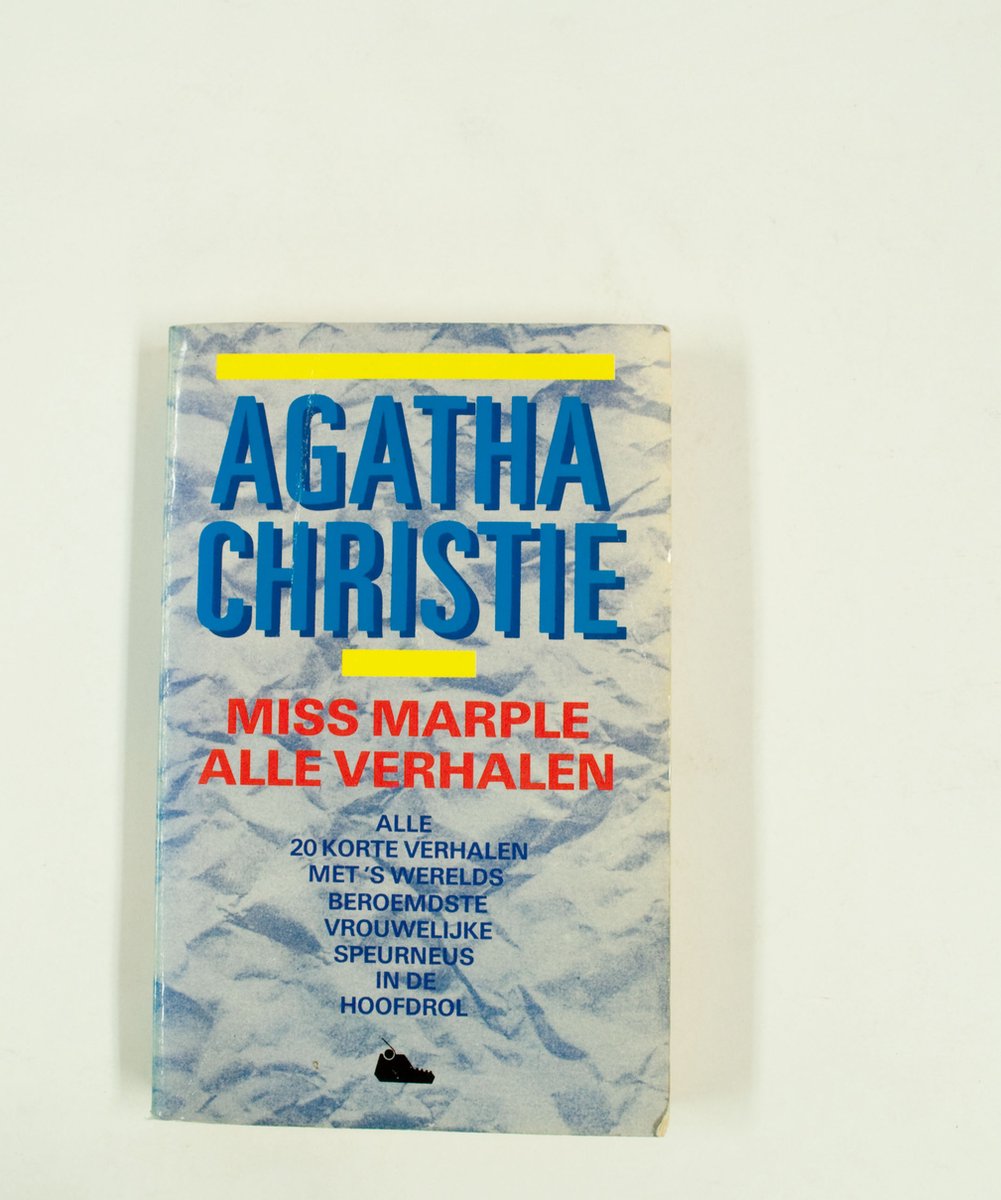 AGATHA
CHRISTIE
MISS MARPLE
ALLE VERHALEN
ALLE
20 KORTE VERHALEN
MET 'S WERELDS
BEROEMDSTE
VROUWELIJKE
SPEURNEUS
IN DE
HOOFDROL